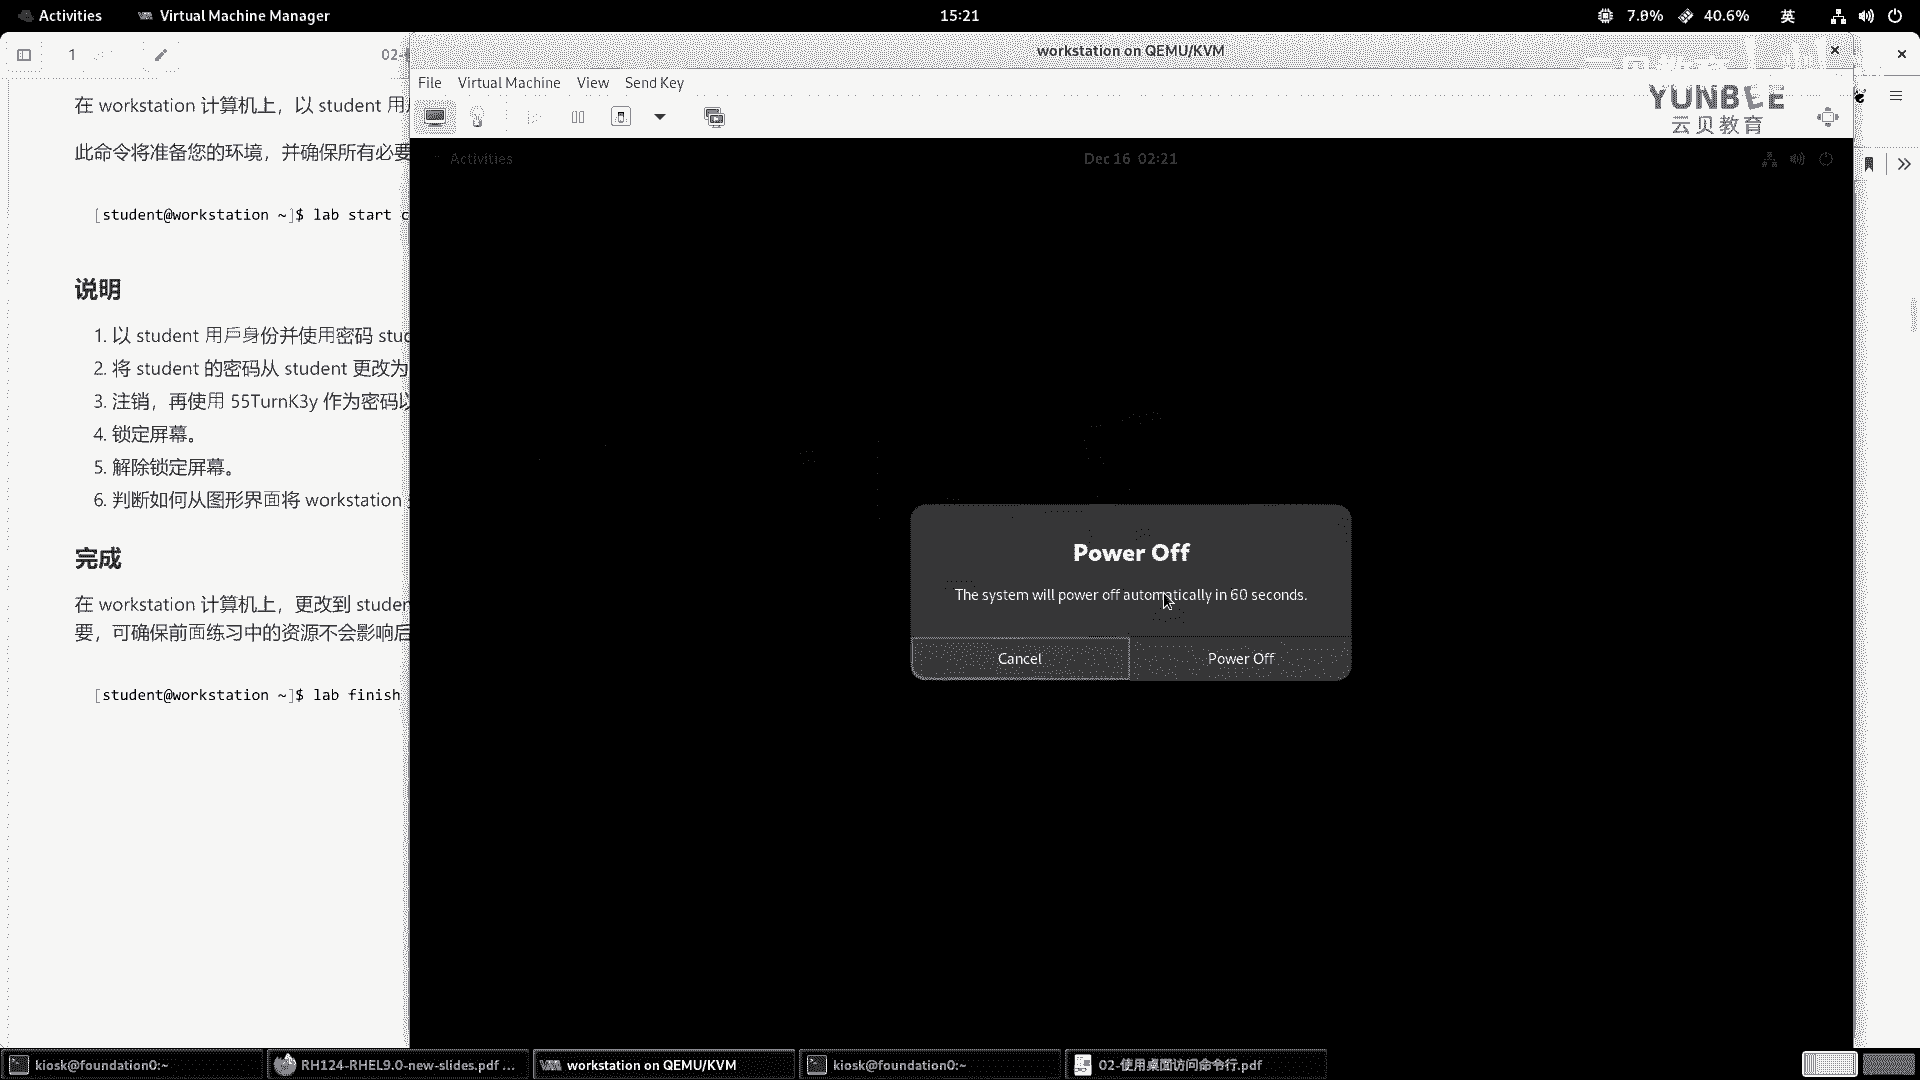 Activities
Virtual Machine Manager
15:21
7.0%
40.6%
英
1
02-
workstation on QEMU/KVM
File
Virtual Machine
View
Send Key
YUNBEE
云贝教育
Activities
Dec 16 02:21
在 workstation 计算机上，以 student 用
此命令将准备您的环境，并确保所有必要
[student@workstation ~]$ lab start c
说明
1. 以 student 用戶身份并使用密码 stuc
2. 将 student 的密码从 student 更改为
3. 注销，再使用 55TurnK3y 作为密码以
4. 锁定屏幕。
5. 解除锁定屏幕。
6. 判断如何从图形界面将 workstation
完成
在 workstation 计算机上，更改到 studer
要，可确保前面练习中的资源不会影响后
[student@workstation ~]$ lab finish
Power Off
The system will power off automatically in 60 seconds.
Cancel
Power Off
kiosk@foundation0:~
RH124-RHEL9.0-new-slides.pdf ...
workstation on QEMU/KVM
kiosk@foundation0:~
02-使用桌面访问命令行.pdf